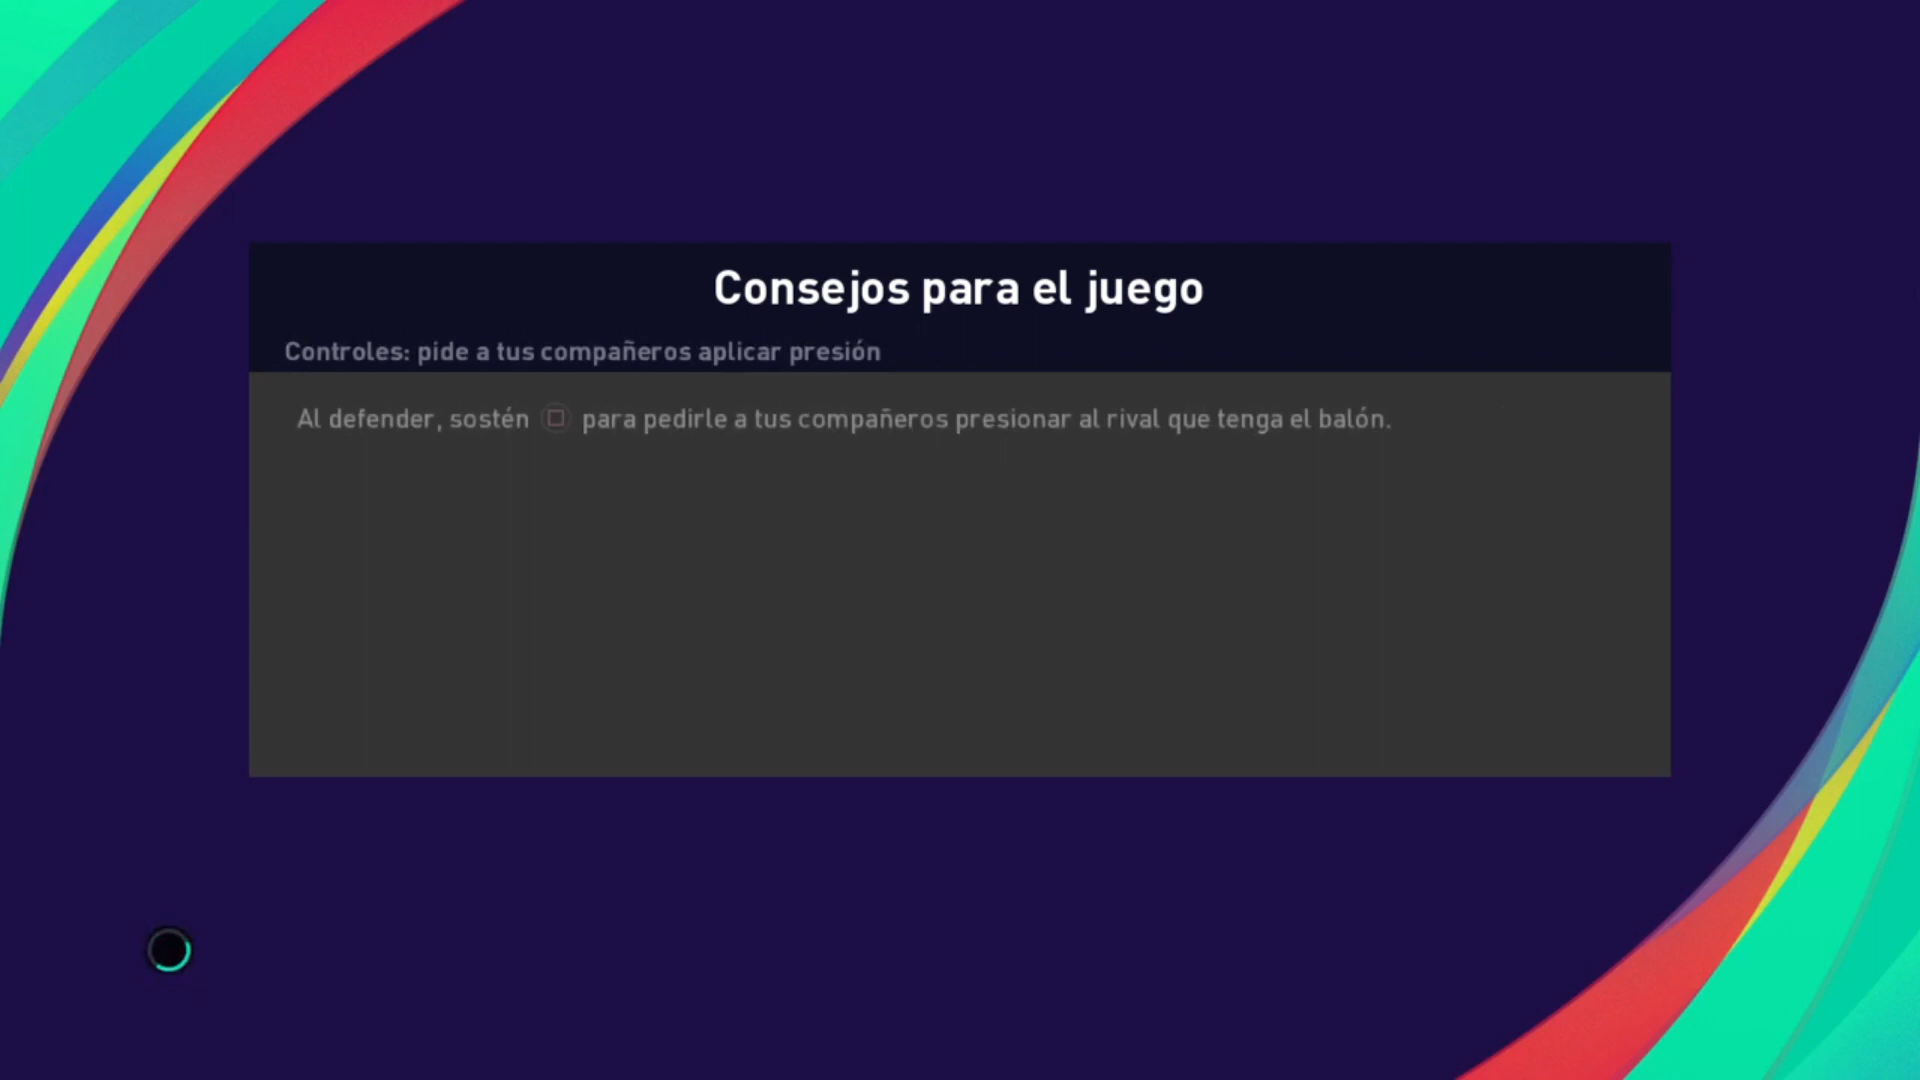 Consejos para el juego
Controles: pide a tus compañeros aplicar presión
Al defender, sostén □ para pedirle a tus compañeros presionar al rival que tenga el balón.